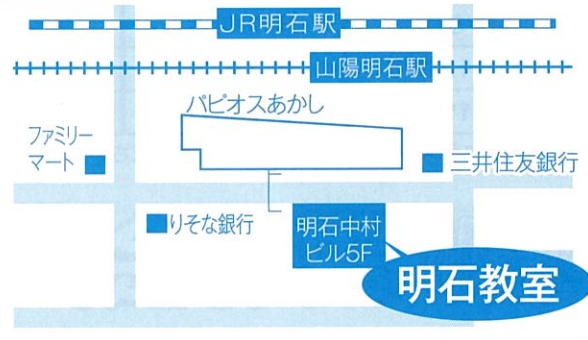 JR明石駅
山陽明石駅
パピオスあかし
ファミリー
マート
三井住友銀行
りそな銀行
明石中村
ビル5F
明石教室